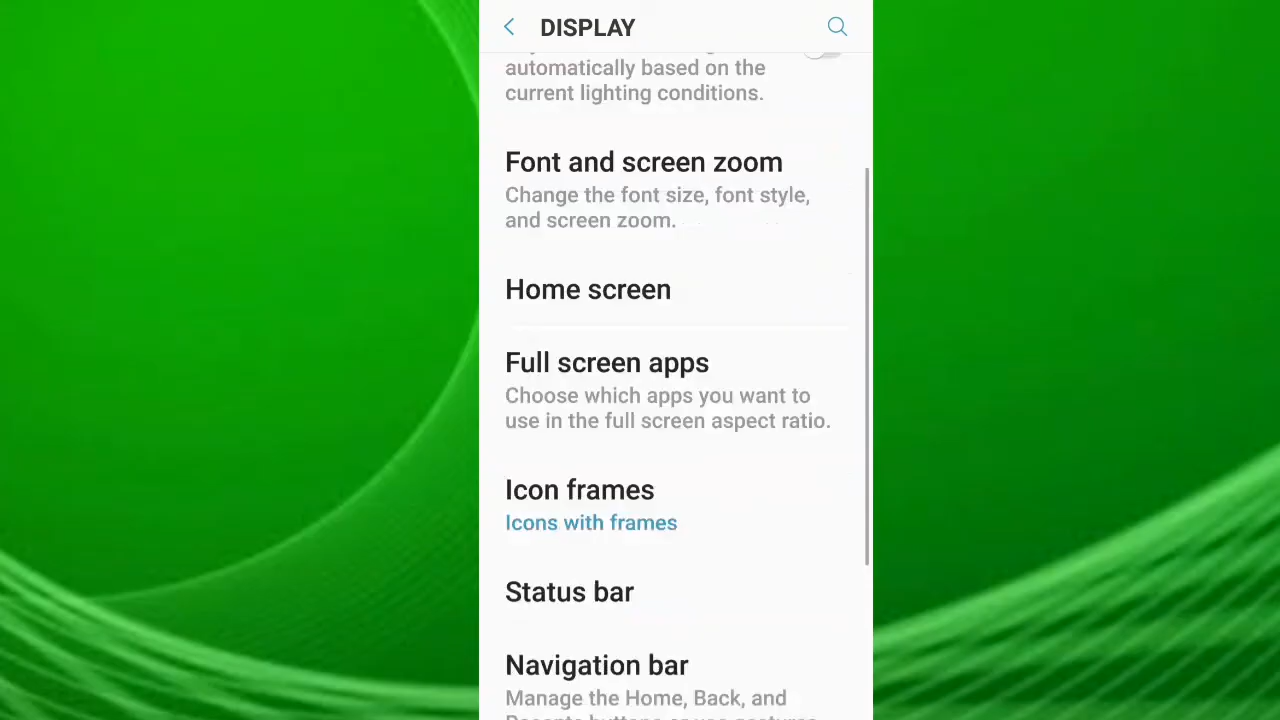 DISPLAY
automatically based on the
current lighting conditions.
Font and screen zoom
Change the font size, font style,
and screen zoom.
Home screen
Full screen apps
Choose which apps you want to
use in the full screen aspect ratio.
Icon frames
Icons with frames
Status bar
Navigation bar
Manage the Home, Back, and